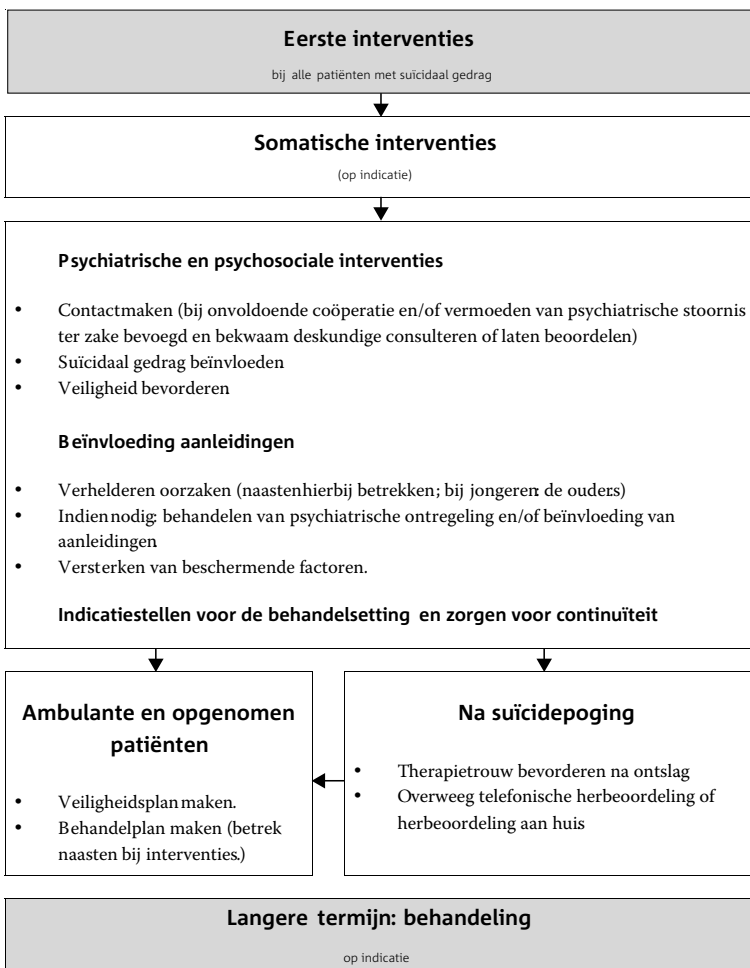 Eerste interventies
bij alle patiënten met suïcidaal gedrag
Somatische interventies
(op indicatie)
Psychiatrische en psychosociale interventies
• Contactmaken (bij onvoldoende coöperatie en/of vermoeden van psychiatrische stoornis
ter zake bevoegd en bekwaam deskundige consulteren of laten beoordelen)
• Suïcidaal gedrag beïnvloeden
• Veiligheid bevorderen
Beïnvloeding aanleidingen
• Verhelderen oorzaken (naasten hierbij betrekken; bij jongeren: de ouders)
• Indien nodig: behandelen van psychiatrische ontregeling en/of beïnvloeding van
aanleidingen
• Versterken van beschermende factoren.
Indicatiestellen voor de behandelsetting en zorgen voor continuïteit
Ambulante en opgenomen
patiënten
• Veiligheidsplan maken.
• Behandelplan maken (betrek
naasten bij interventies.)
Na suïcidepoging
• Therapietrouw bevorderen na ontslag
• Overweeg telefonische herbeoordeling of
herbeoordeling aan huis
Langere termijn: behandeling
op indicatie